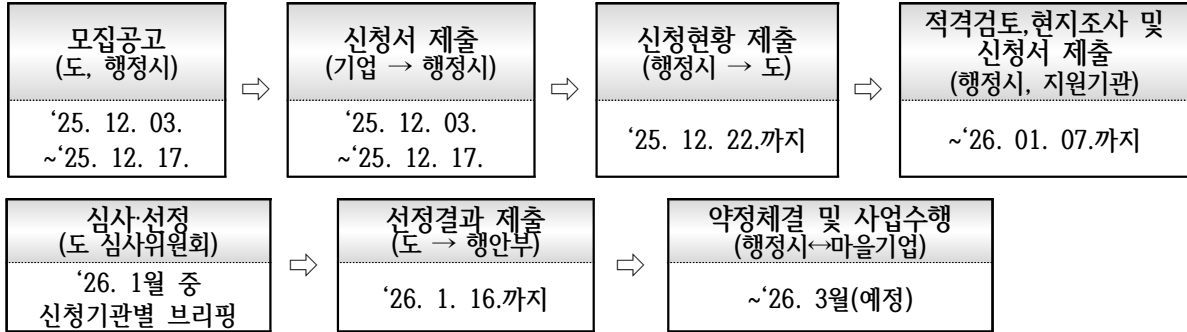 모집공고
(도, 행정시)
‘25. 12. 03.
~‘25. 12. 17.
⇨
신청서 제출
(기업 → 행정시)
‘25. 12. 03.
~‘25. 12. 17.
⇨
신청현황 제출
(행정시 → 도)
‘25. 12. 22.까지
⇨
적격검토,현지조사 및
신청서 제출
(행정시, 지원기관)
~‘26. 01. 07.까지
심사·선정
(도 심사위원회)
‘26. 1월 중
신청기관별 브리핑
⇨
선정결과 제출
(도 → 행안부)
‘26. 1. 16.까지
⇨
약정체결 및 사업수행
(행정시↔마을기업)
~‘26. 3월(예정)